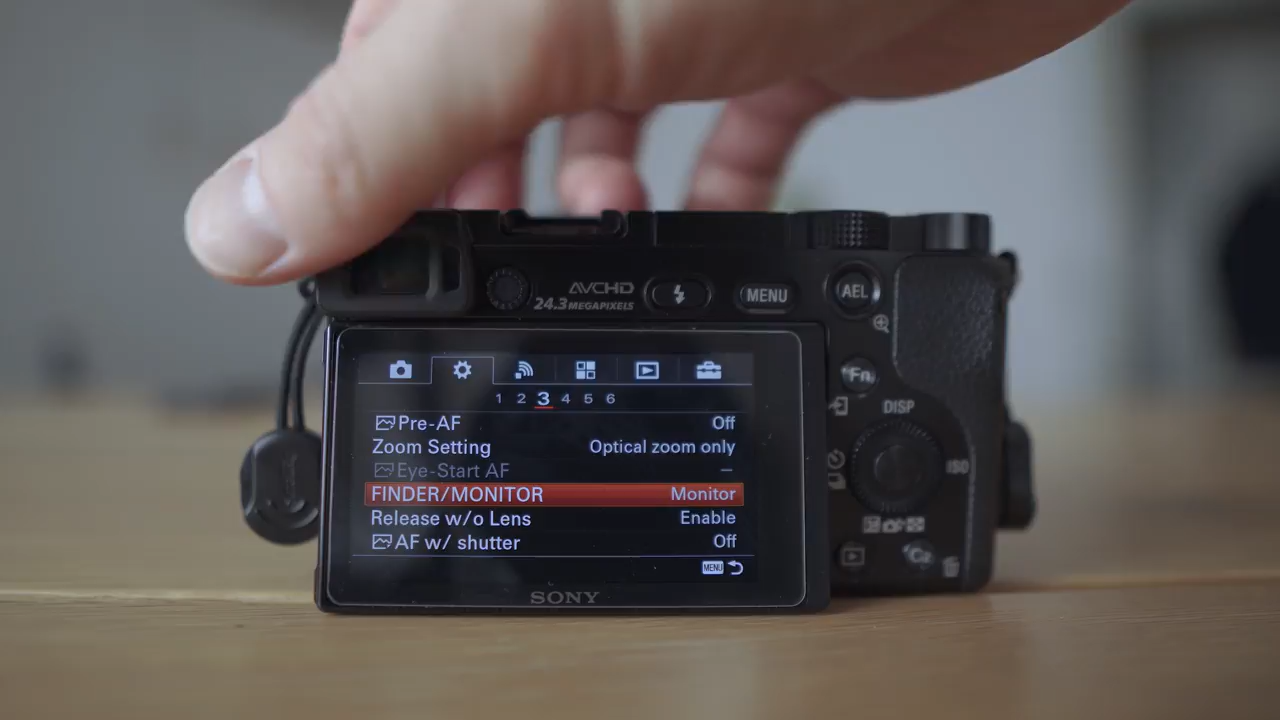 AVCHD
24.3 MEGAPIXELS
MENU
AEL
Fn
DISP
ISO
1 2 3 4 5 6
Pre-AF Off
Zoom Setting Optical zoom only
Eye-Start AF –
FINDER/MONITOR Monitor
Release w/o Lens Enable
AF w/ shutter Off
MENU
C2
SONY